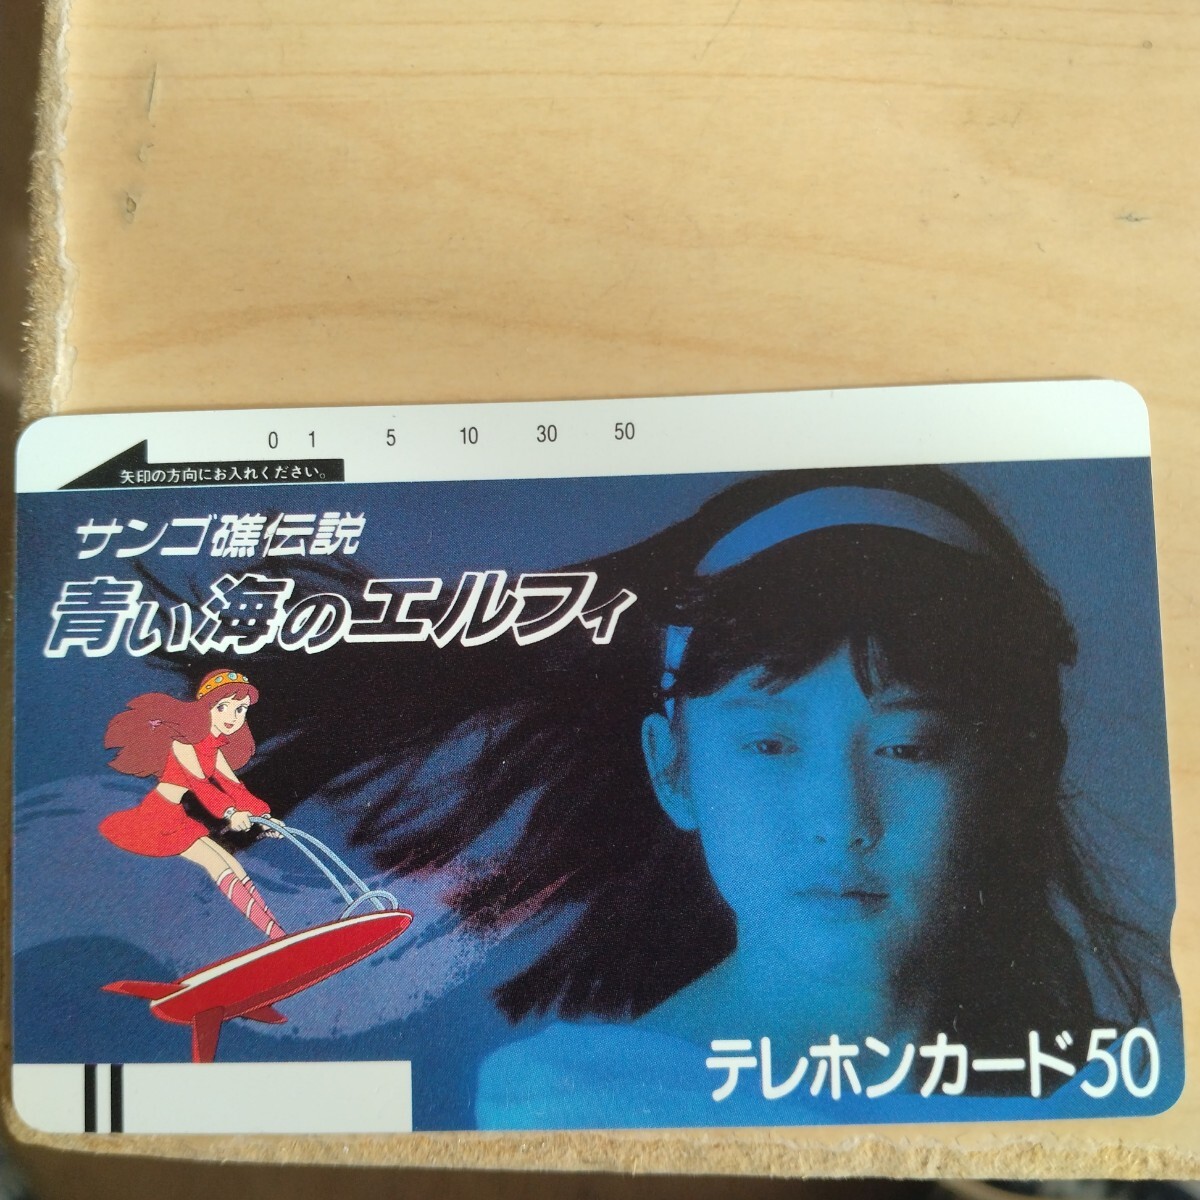 0 1 5 10 30 50
矢印の方向にお入れください。
サンゴ礁伝説
青い海のエルフィ
テレホンカード50